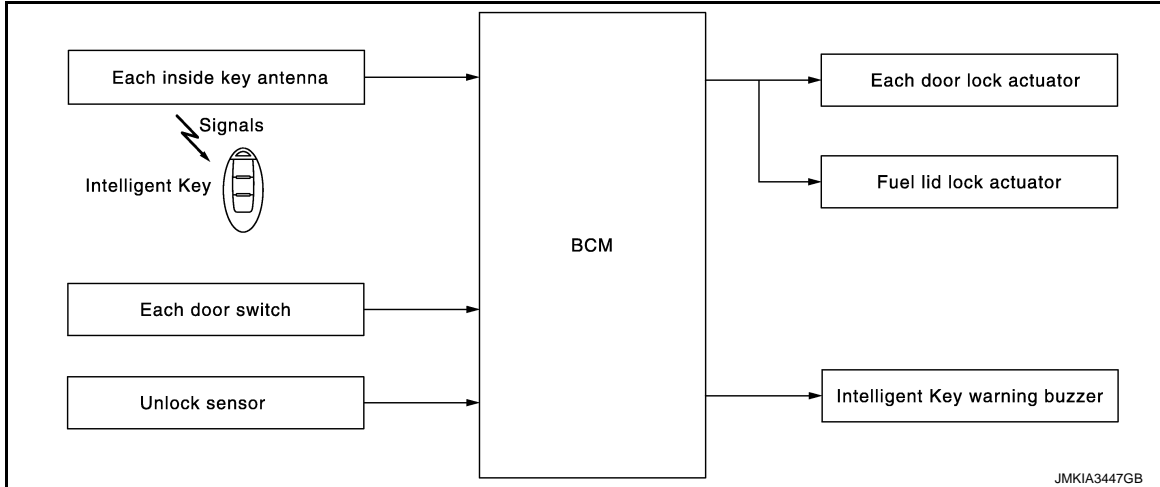 Each inside key antenna
Signals
Intelligent Key
Each door switch
Unlock sensor
BCM
Each door lock actuator
Fuel lid lock actuator
Intelligent Key warning buzzer
JMKIA3447GB